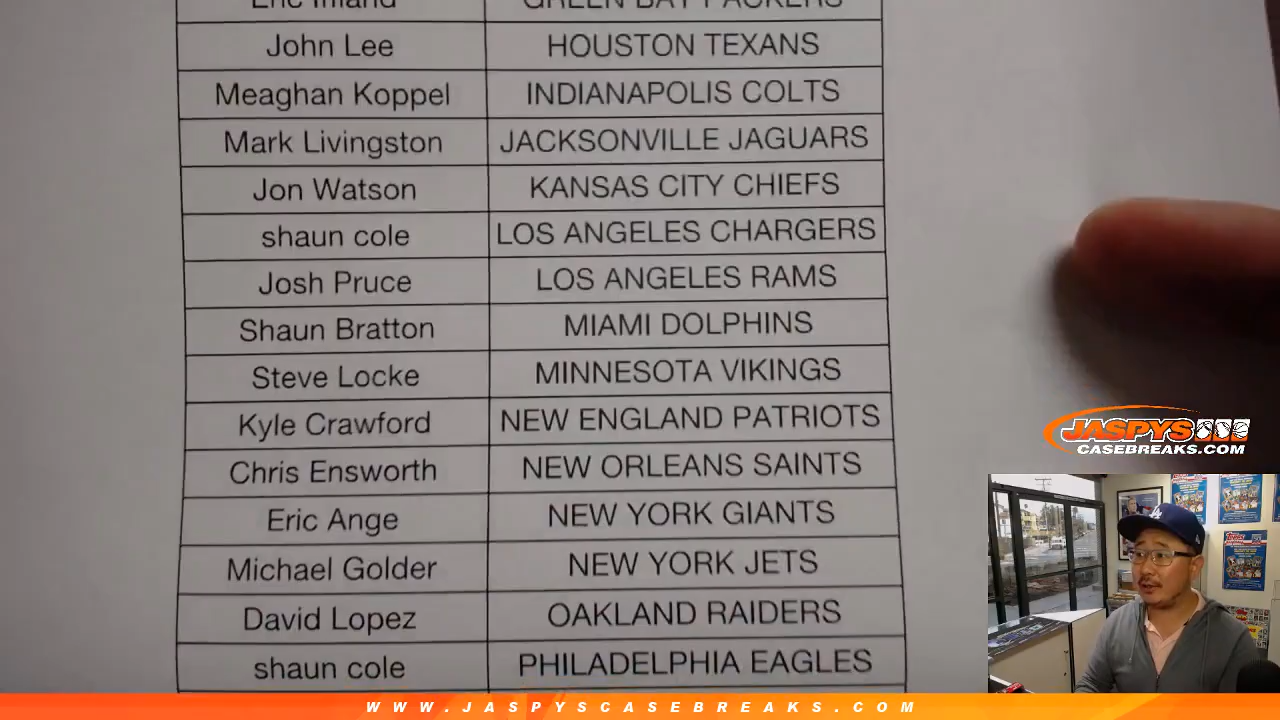 GREEN BAY PACKERS
John Lee HOUSTON TEXANS
Meaghan Koppel INDIANAPOLIS COLTS
Mark Livingston JACKSONVILLE JAGUARS
Jon Watson KANSAS CITY CHIEFS
shaun cole LOS ANGELES CHARGERS
Josh Pruce LOS ANGELES RAMS
Shaun Bratton MIAMI DOLPHINS
Steve Locke MINNESOTA VIKINGS
Kyle Crawford NEW ENGLAND PATRIOTS
Chris Ensworth NEW ORLEANS SAINTS
Eric Ange NEW YORK GIANTS
Michael Golder NEW YORK JETS
David Lopez OAKLAND RAIDERS
shaun cole PHILADELPHIA EAGLES
JASPYS
CASEBREAKS.COM
WWW.JASPYSCASEBREAKS.COM